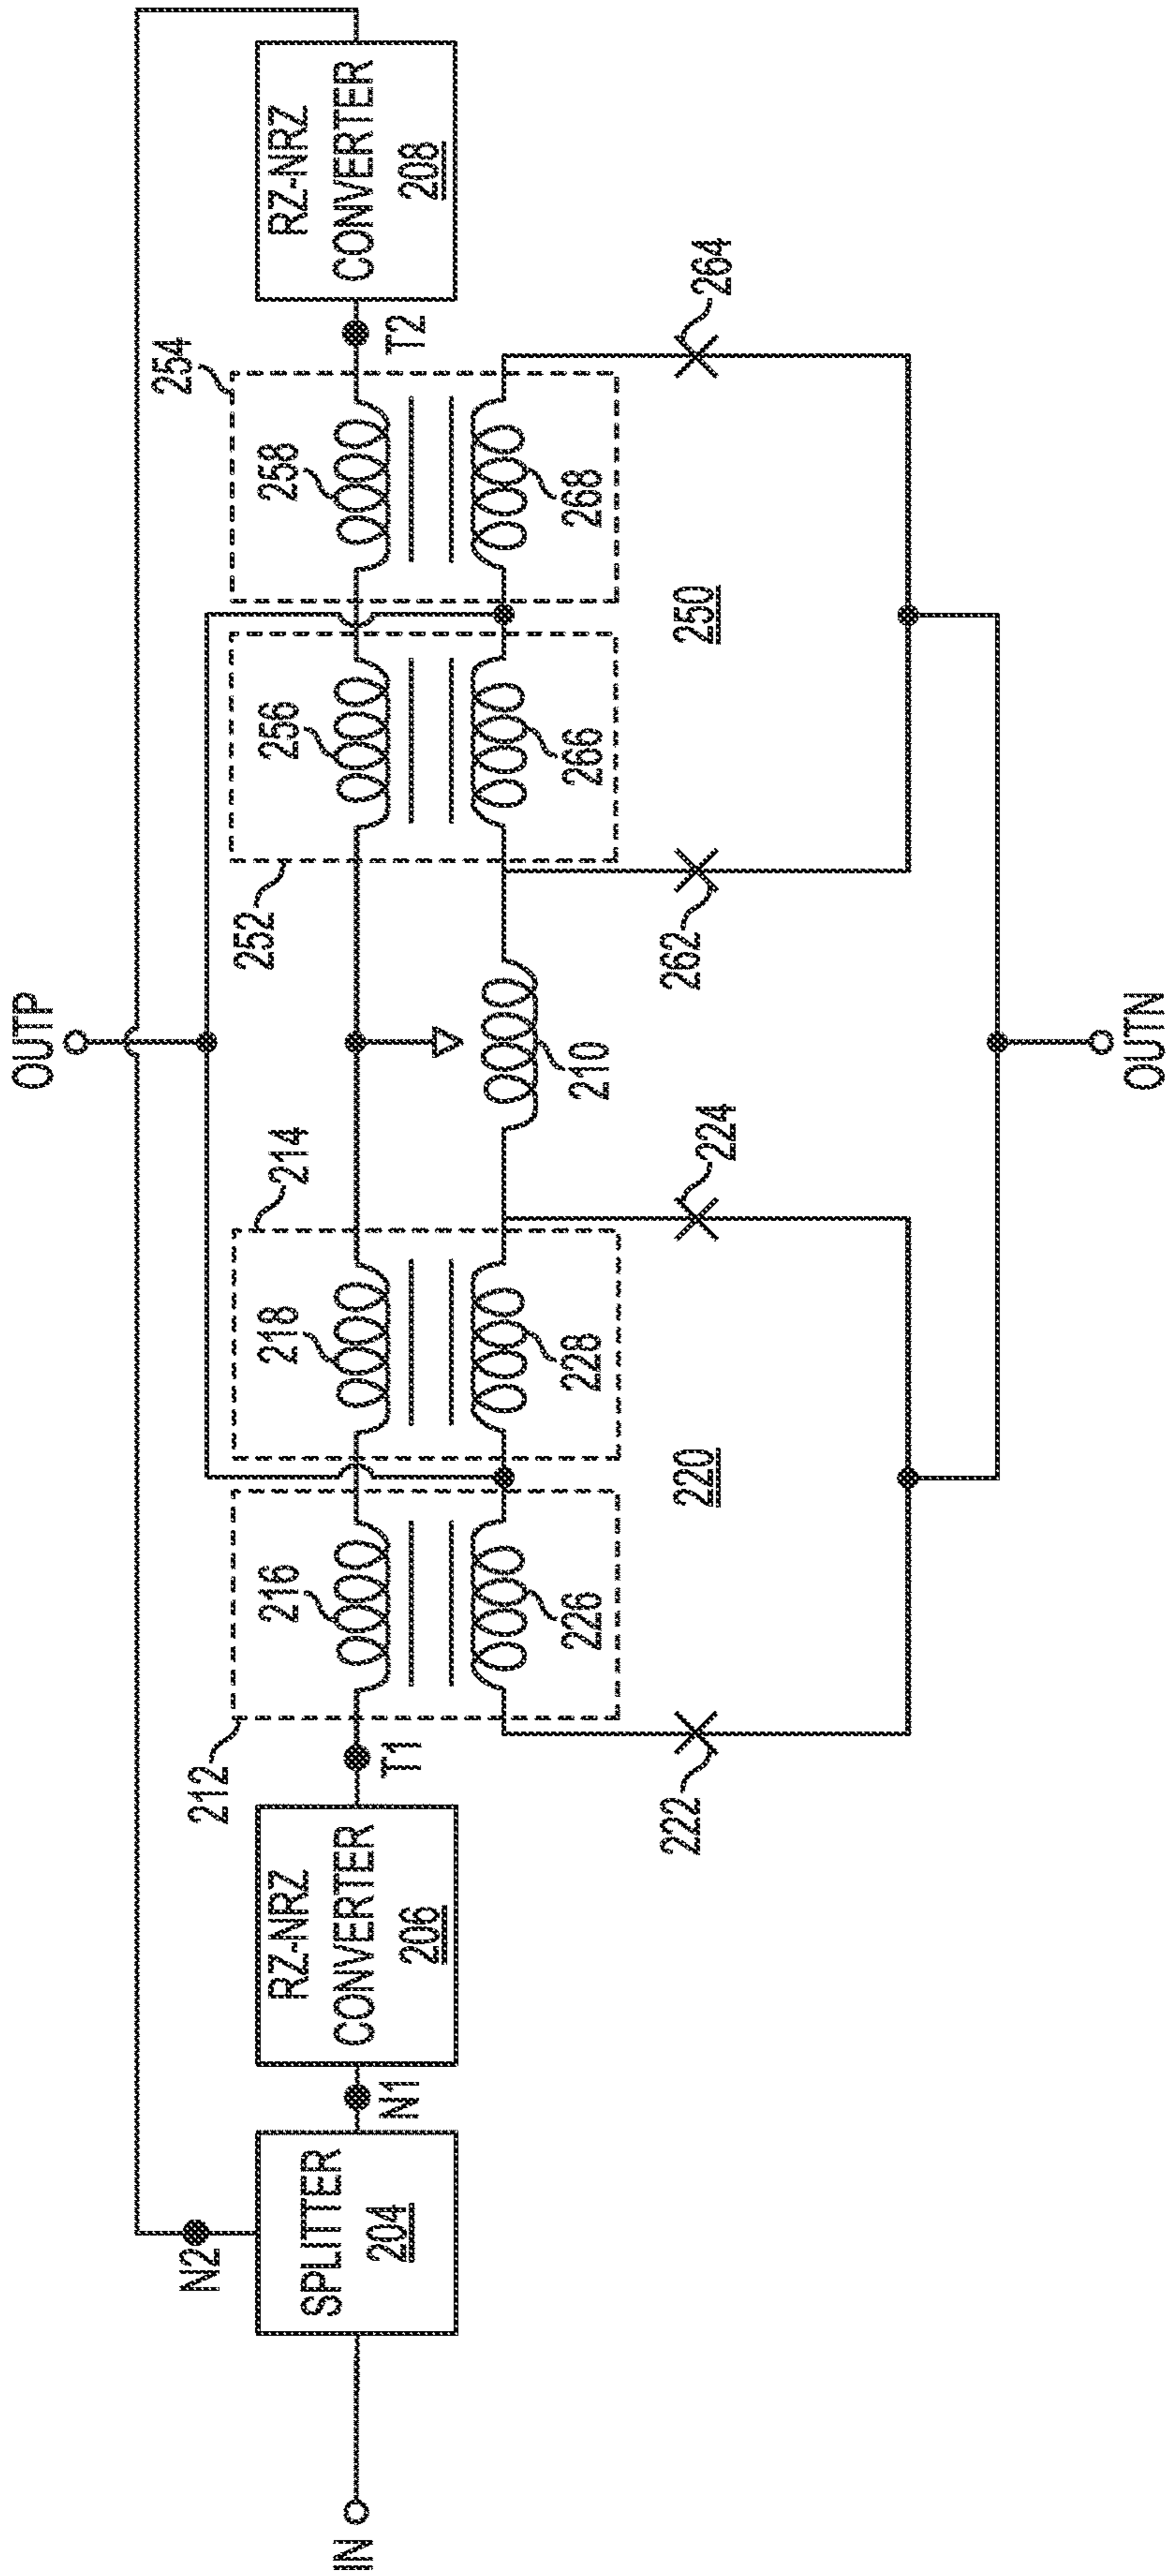 IN
SPLITTER
204
N2
N1
RZ-NRZ
CONVERTER
206
T1
212
216
226
222
220
218
228
214
224
OUTP
210
OUTN
252
256
266
262
250
254
258
268
264
T2
RZ-NRZ
CONVERTER
208